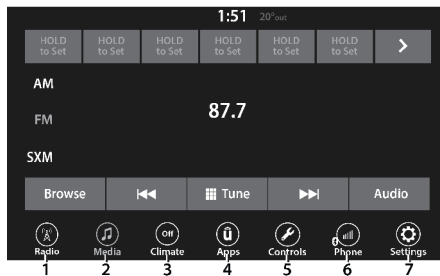 1:51 20°out
HOLD to Set HOLD to Set HOLD to Set HOLD to Set HOLD to Set HOLD to Set
AM
FM
87.7
SXM
Browse Tune Audio
Off û
Radio Media Climate Apps Controls Phone Settings
1 2 3 4 5 6 7